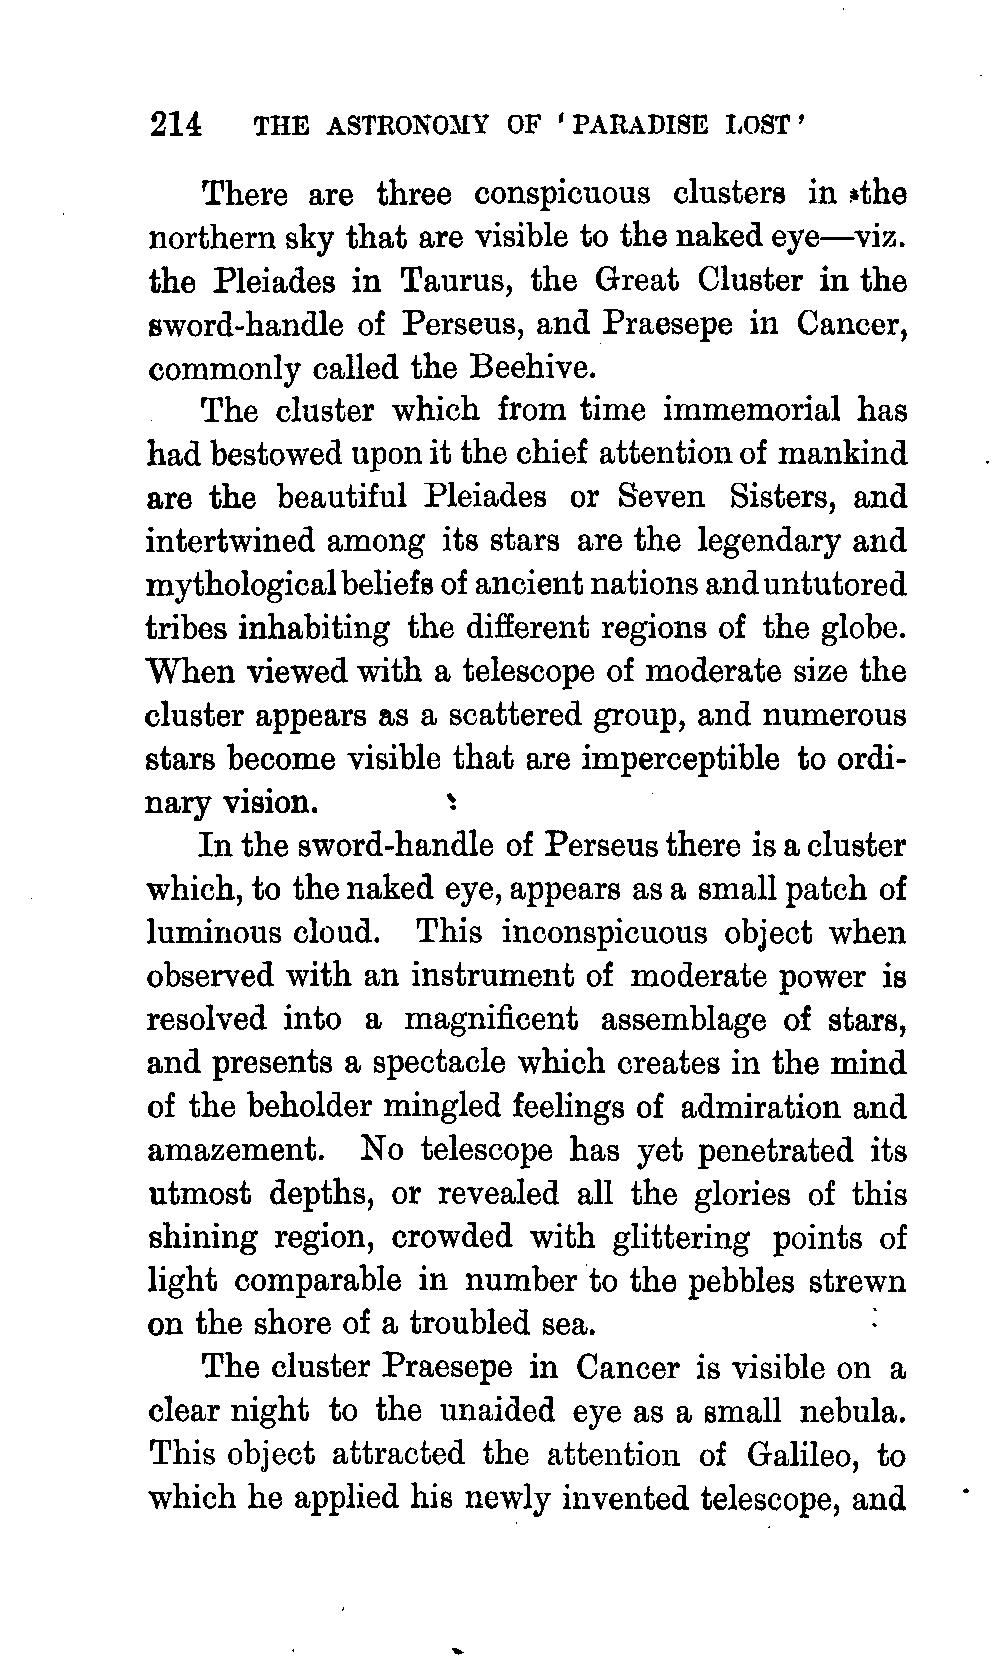 214 THE ASTRONOMY OF ‘PARADISE LOST’
There are three conspicuous clusters in the
northern sky that are visible to the naked eye—viz.
the Pleiades in Taurus, the Great Cluster in the
sword-handle of Perseus, and Praesepe in Cancer,
commonly called the Beehive.
The cluster which from time immemorial has
had bestowed upon it the chief attention of mankind
are the beautiful Pleiades or Seven Sisters, and
intertwined among its stars are the legendary and
mythological beliefs of ancient nations and untutored
tribes inhabiting the different regions of the globe.
When viewed with a telescope of moderate size the
cluster appears as a scattered group, and numerous
stars become visible that are imperceptible to ordi-
nary vision.
In the sword-handle of Perseus there is a cluster
which, to the naked eye, appears as a small patch of
luminous cloud. This inconspicuous object when
observed with an instrument of moderate power is
resolved into a magnificent assemblage of stars,
and presents a spectacle which creates in the mind
of the beholder mingled feelings of admiration and
amazement. No telescope has yet penetrated its
utmost depths, or revealed all the glories of this
shining region, crowded with glittering points of
light comparable in number to the pebbles strewn
on the shore of a troubled sea.
The cluster Praesepe in Cancer is visible on a
clear night to the unaided eye as a small nebula.
This object attracted the attention of Galileo, to
which he applied his newly invented telescope, and